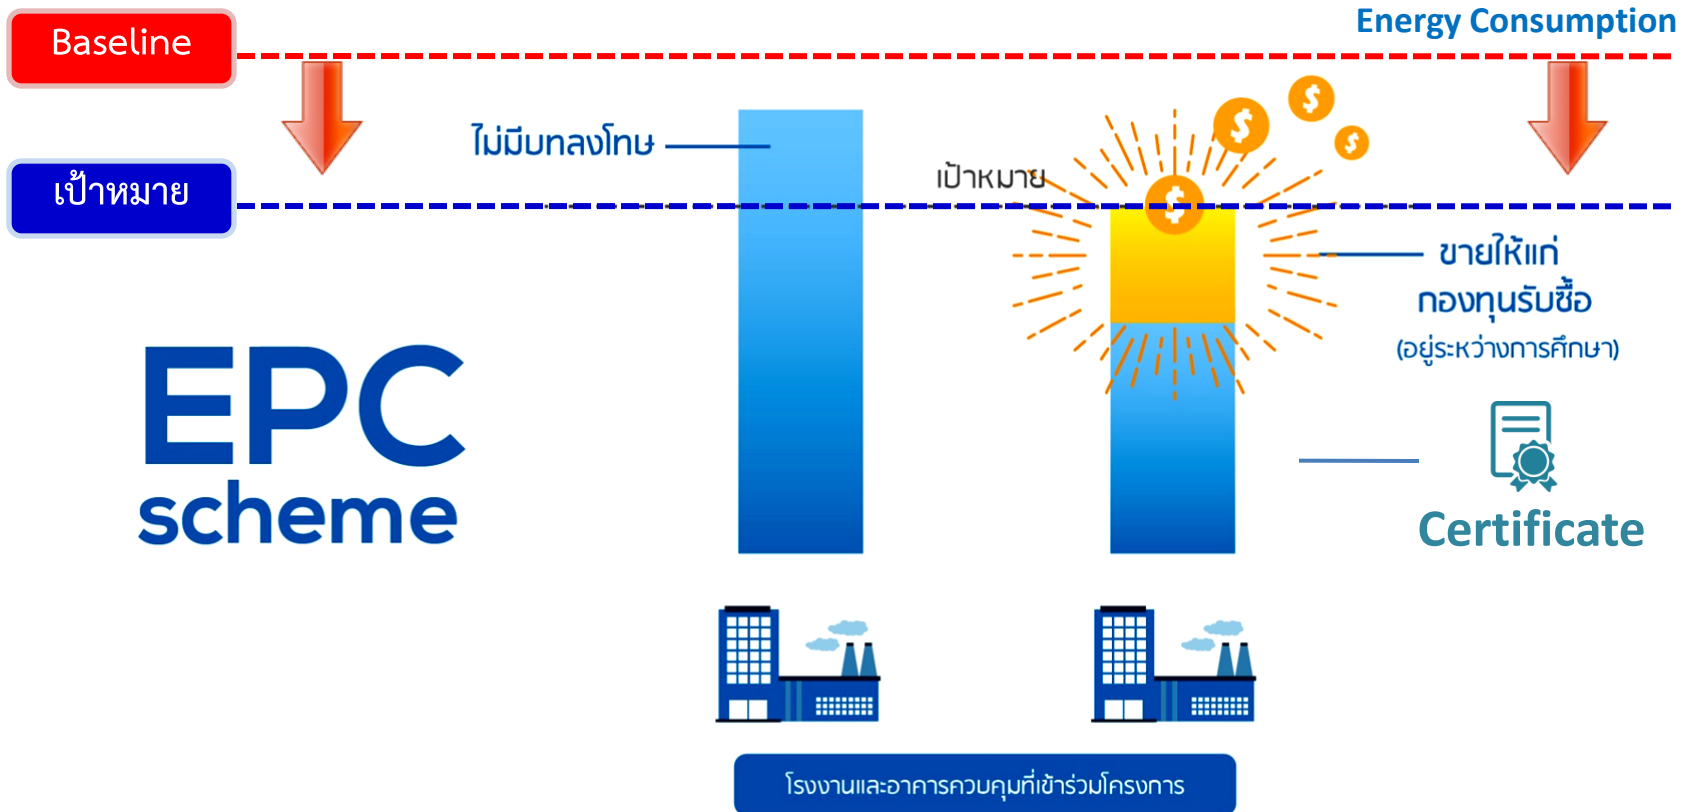 Energy Consumption
Baseline
ไม่มีบทลงโทษ
เป้าหมาย
เป้าหมาย
ขายให้แก่
กองทุนรับซื้อ
(อยู่ระหว่างการศึกษา)
EPC
scheme
Certificate
โรงงานและอาคารควบคุมที่เข้าร่วมโครงการ
$
$
$
$